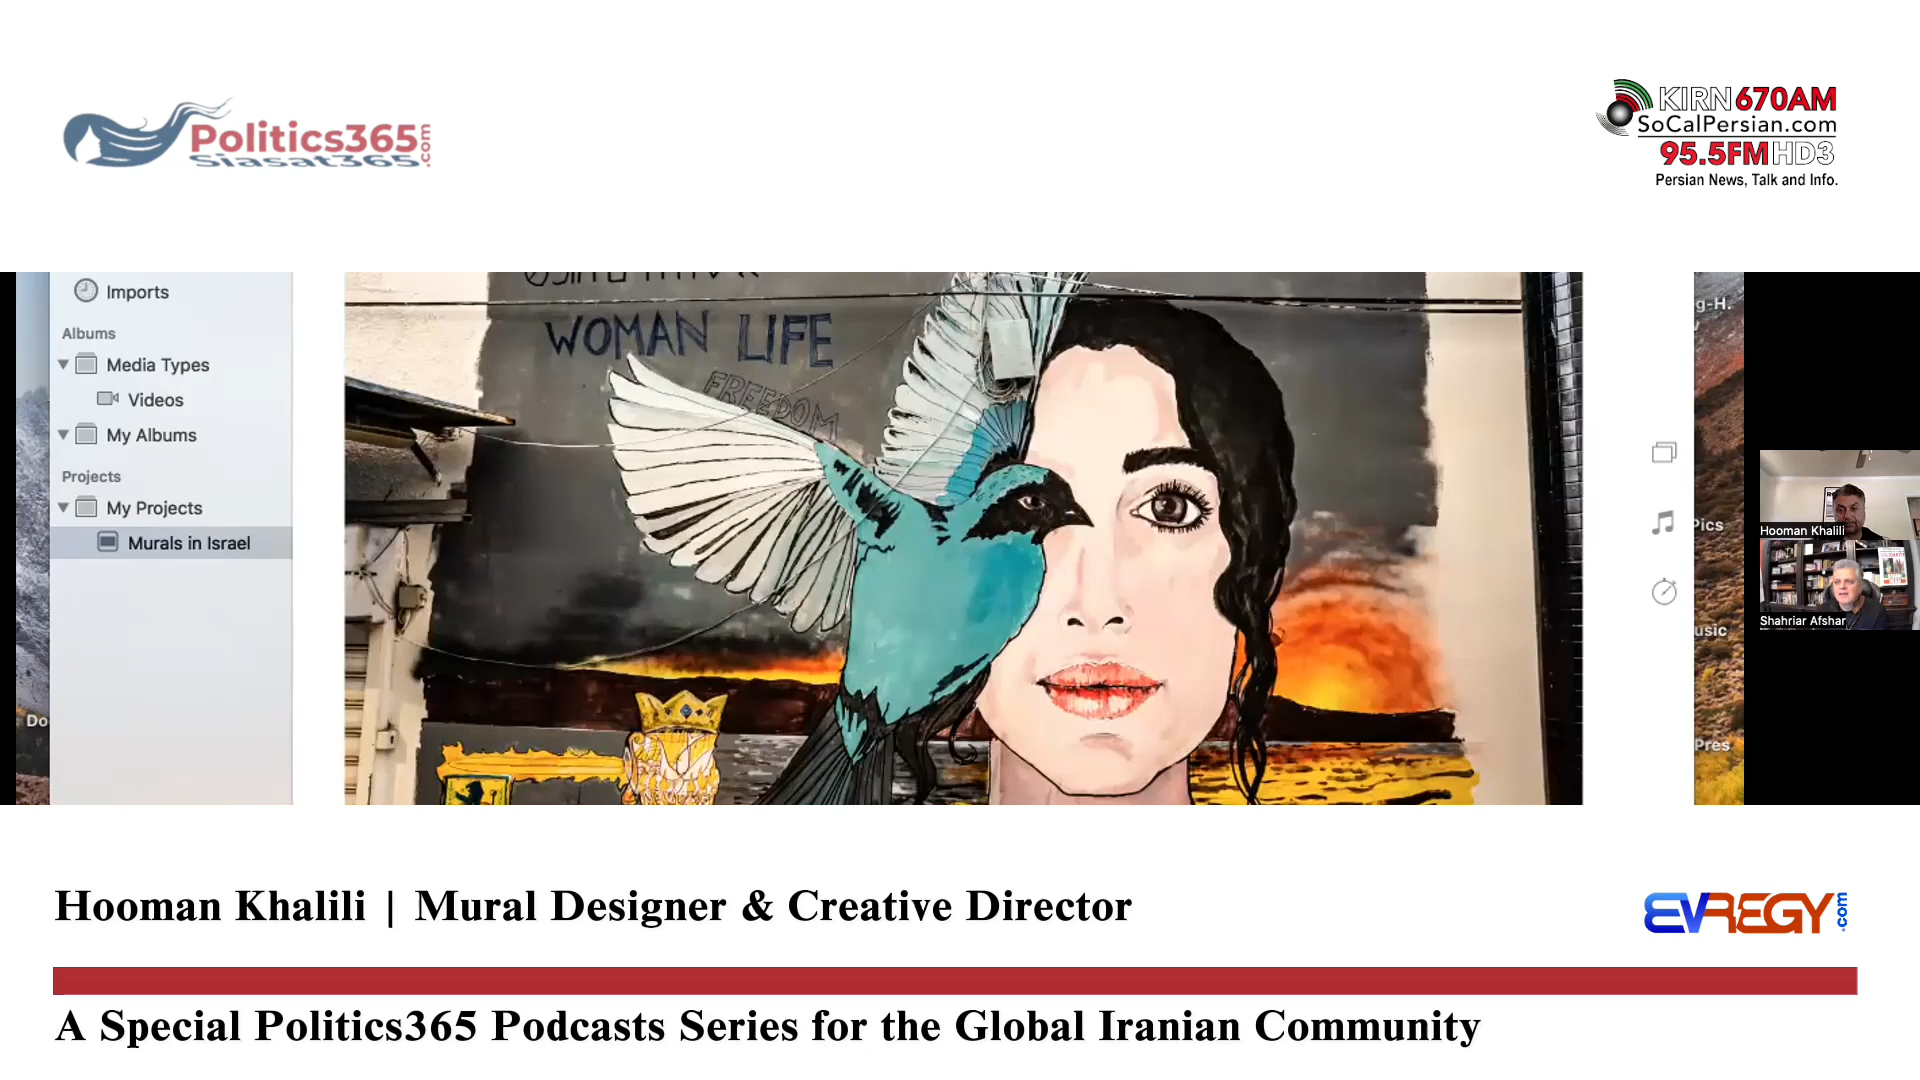 Politics365.com
Siasat365
KIRN 670AM
SoCalPersian.com
95.5FM HD3
Persian News, Talk and Info.
Imports
Albums
Media Types
Videos
My Albums
Projects
My Projects
Murals in Israel
Do
WOMAN LIFE
FREEDOM
g-H.
Pics
usic
Pres
Hooman Khalili
Shahriar Afshar
Hooman Khalili | Mural Designer & Creative Director
EVREGY.com
A Special Politics365 Podcasts Series for the Global Iranian Community